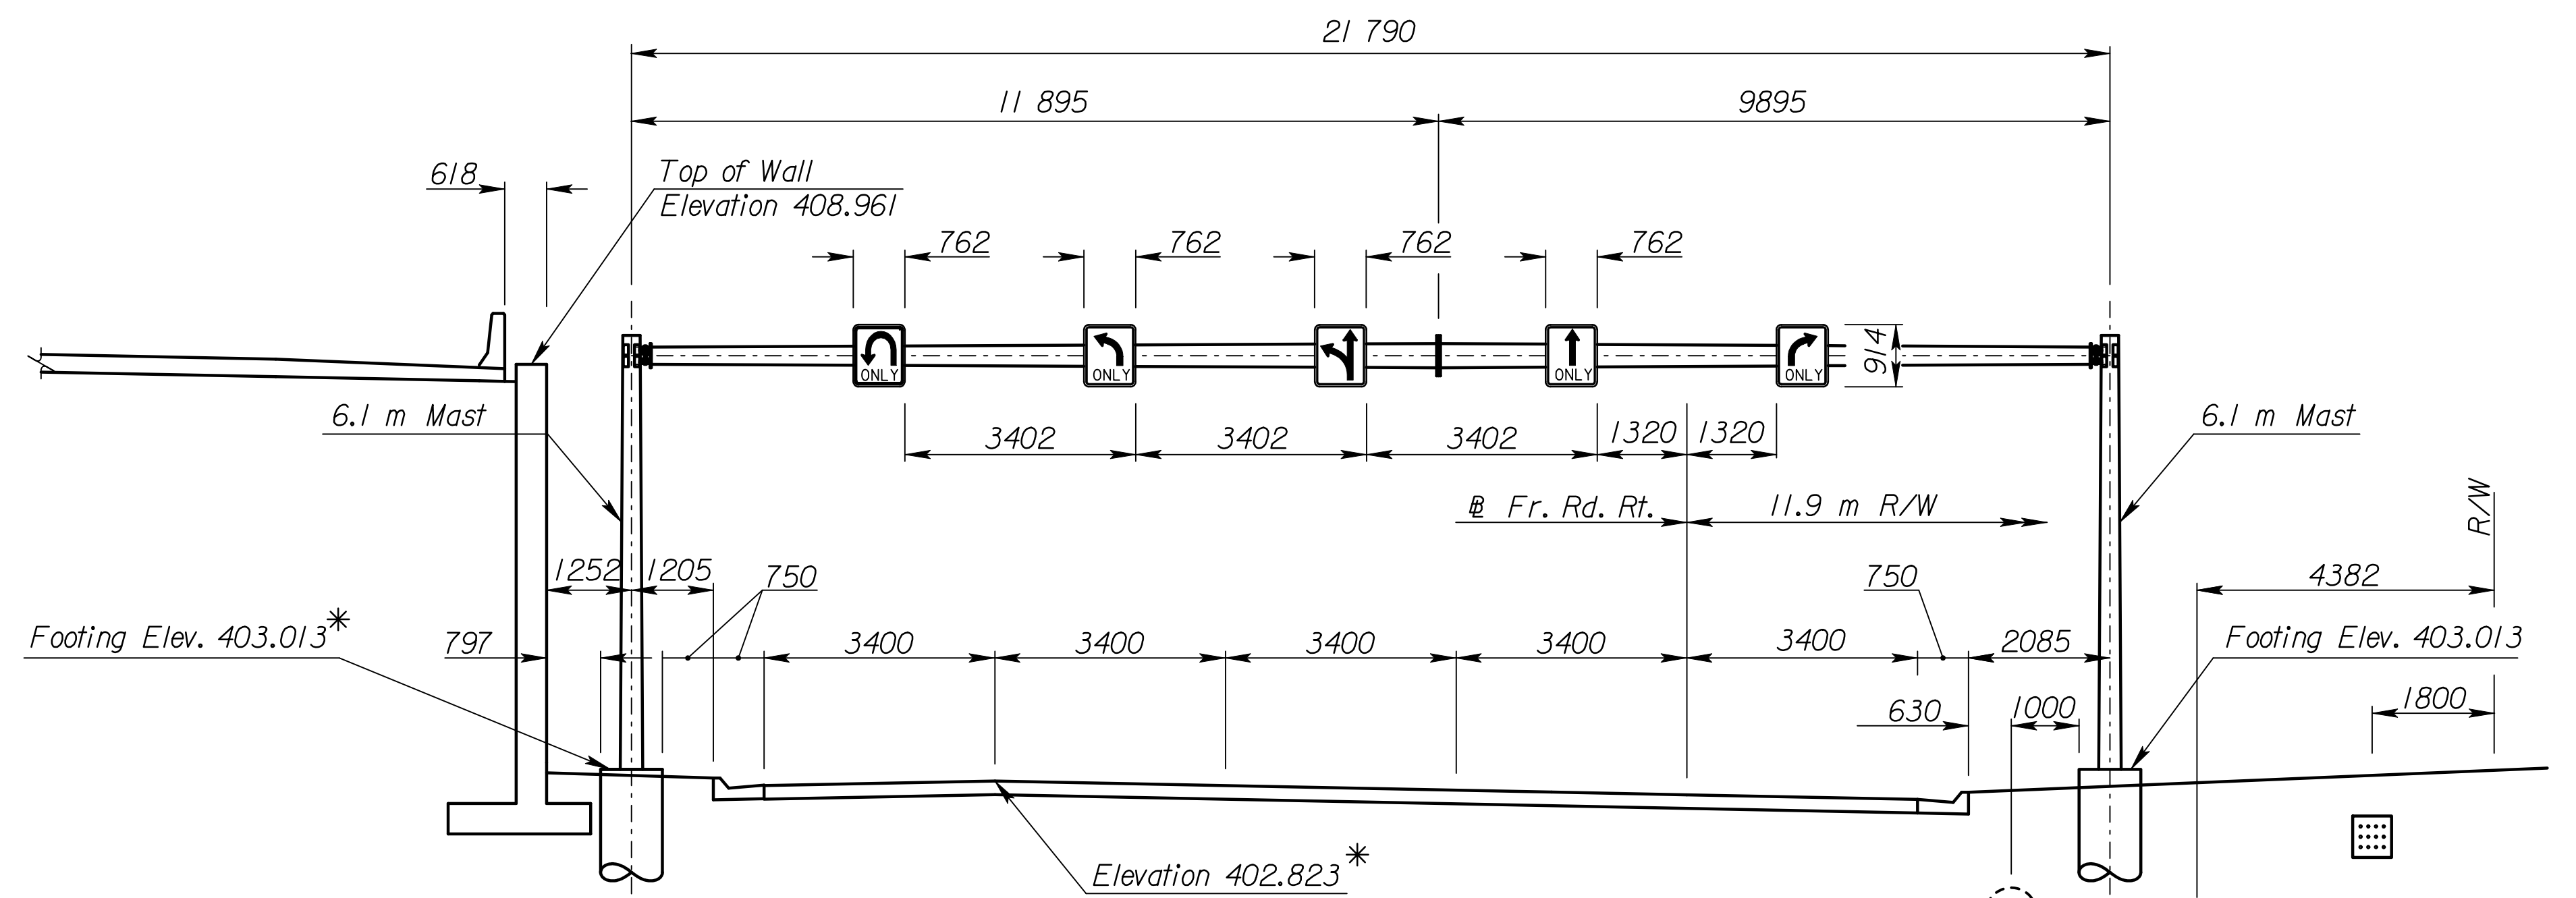 21 790
11 895
9895
618
Top of Wall
Elevation 408.961
762
762
762
762
ONLY
ONLY
ONLY
ONLY
914
6.1 m Mast
3402
3402
3402
1320
1320
6.1 m Mast
BL Fr. Rd. Rt.
11.9 m R/W
R/W
1252
1205
750
750
4382
Footing Elev. 403.013*
797
3400
3400
3400
3400
3400
2085
Footing Elev. 403.013
630
1000
1800
Elevation 402.823*